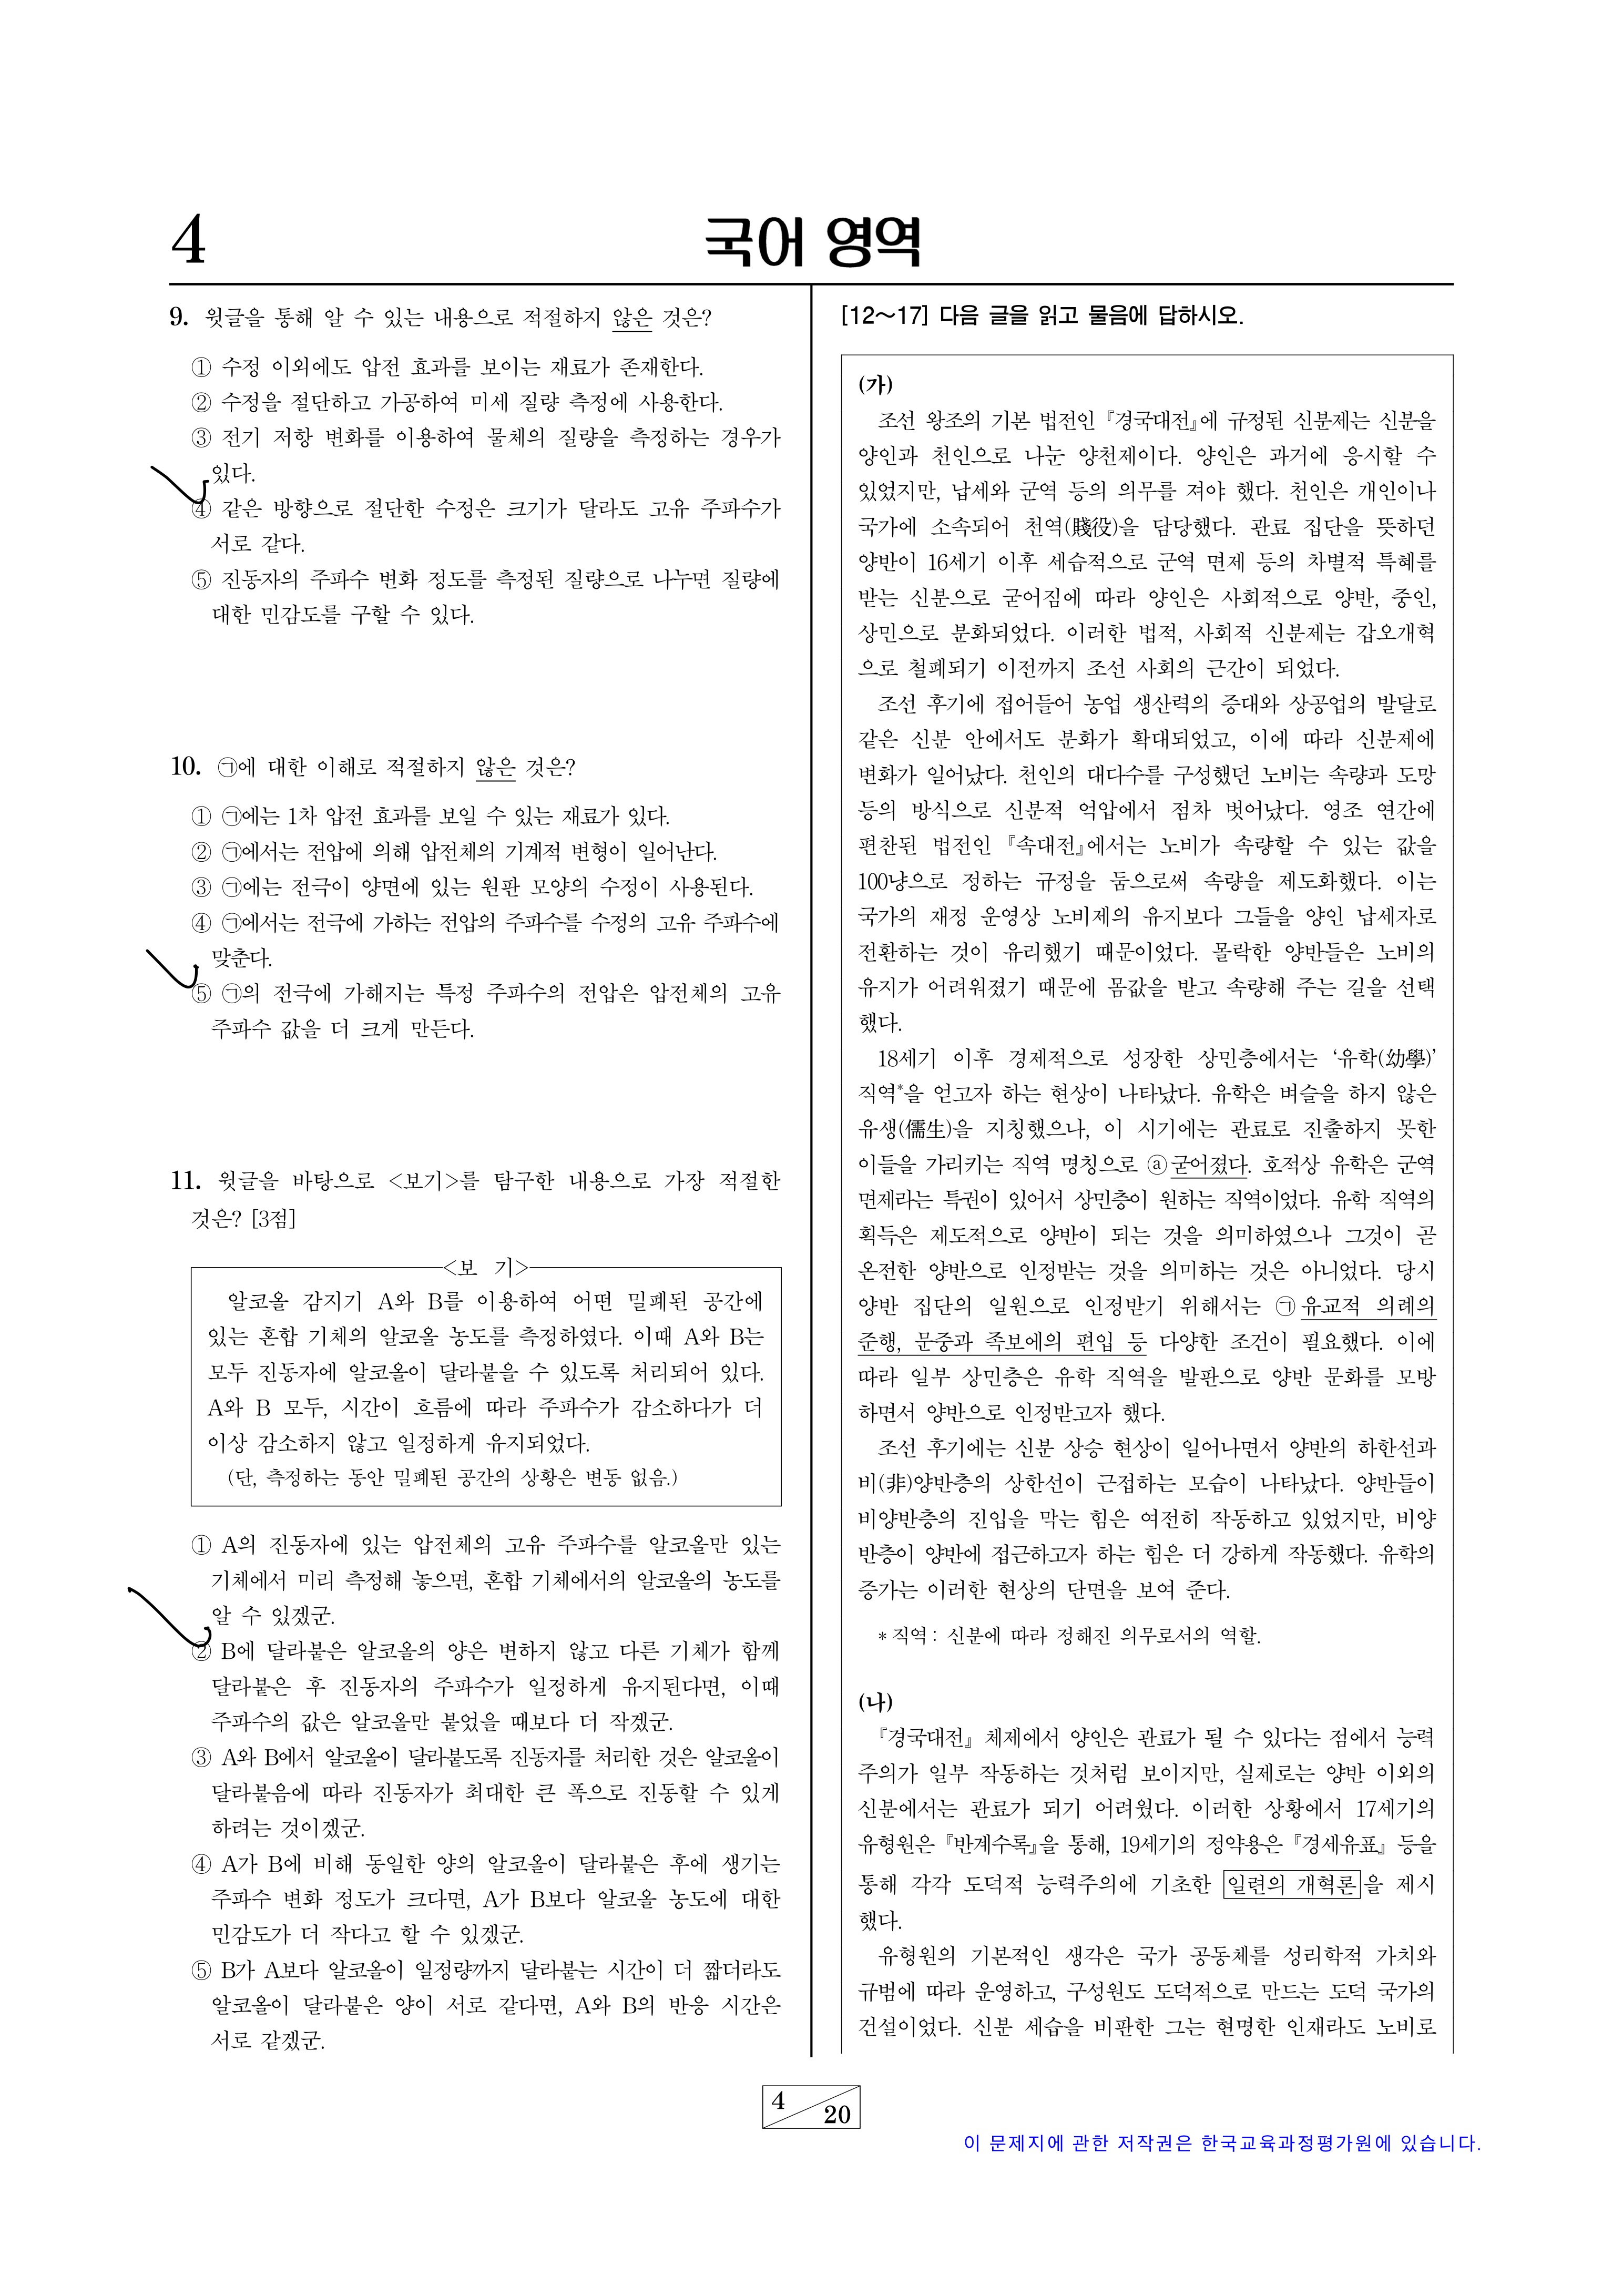 4
국어 영역
9. 윗글을 통해 알 수 있는 내용으로 적절하지 않은 것은?
① 수정 이외에도 압전 효과를 보이는 재료가 존재한다.
② 수정을 절단하고 가공하여 미세 질량 측정에 사용한다.
③ 전기 저항 변화를 이용하여 물체의 질량을 측정하는 경우가
있다.
④ 같은 방향으로 절단한 수정은 크기가 달라도 고유 주파수가
서로 같다.
⑤ 진동자의 주파수 변화 정도를 측정된 질량으로 나누면 질량에
대한 민감도를 구할 수 있다.
10. ㉠에 대한 이해로 적절하지 않은 것은?
① ㉠에는 1차 압전 효과를 보일 수 있는 재료가 있다.
② ㉠에서는 전압에 의해 압전체의 기계적 변형이 일어난다.
③ ㉠에는 전극이 양면에 있는 원판 모양의 수정이 사용된다.
④ ㉠에서는 전극에 가하는 전압의 주파수를 수정의 고유 주파수에
맞춘다.
⑤ ㉠의 전극에 가해지는 특정 주파수의 전압은 압전체의 고유
주파수 값을 더 크게 만든다.
11. 윗글을 바탕으로 <보기>를 탐구한 내용으로 가장 적절한
것은? [3점]
<보 기>
알코올 감지기 A와 B를 이용하여 어떤 밀폐된 공간에
있는 혼합 기체의 알코올 농도를 측정하였다. 이때 A와 B는
모두 진동자에 알코올이 달라붙을 수 있도록 처리되어 있다.
A와 B 모두, 시간이 흐름에 따라 주파수가 감소하다가 더
이상 감소하지 않고 일정하게 유지되었다.
(단, 측정하는 동안 밀폐된 공간의 상황은 변동 없음.)
① A의 진동자에 있는 압전체의 고유 주파수를 알코올만 있는
기체에서 미리 측정해 놓으면, 혼합 기체에서의 알코올의 농도를
알 수 있겠군.
② B에 달라붙은 알코올의 양은 변하지 않고 다른 기체가 함께
달라붙은 후 진동자의 주파수가 일정하게 유지된다면, 이때
주파수의 값은 알코올만 붙었을 때보다 더 작겠군.
③ A와 B에서 알코올이 달라붙도록 진동자를 처리한 것은 알코올이
달라붙음에 따라 진동자가 최대한 큰 폭으로 진동할 수 있게
하려는 것이겠군.
④ A가 B에 비해 동일한 양의 알코올이 달라붙은 후에 생기는
주파수 변화 정도가 크다면, A가 B보다 알코올 농도에 대한
민감도가 더 작다고 할 수 있겠군.
⑤ B가 A보다 알코올이 일정량까지 달라붙는 시간이 더 짧더라도
알코올이 달라붙은 양이 서로 같다면, A와 B의 반응 시간은
서로 같겠군.
[12~17] 다음 글을 읽고 물음에 답하시오.
(가)
조선 왕조의 기본 법전인 『경국대전』에 규정된 신분제는 신분을
양인과 천인으로 나눈 양천제이다. 양인은 과거에 응시할 수
있었지만, 납세와 군역 등의 의무를 져야 했다. 천인은 개인이나
국가에 소속되어 천역(賤役)을 담당했다. 관료 집단을 뜻하던
양반이 16세기 이후 세습적으로 군역 면제 등의 차별적 특혜를
받는 신분으로 굳어짐에 따라 양인은 사회적으로 양반, 중인,
상민으로 분화되었다. 이러한 법적, 사회적 신분제는 갑오개혁
으로 철폐되기 이전까지 조선 사회의 근간이 되었다.
조선 후기에 접어들어 농업 생산력의 증대와 상공업의 발달로
같은 신분 안에서도 분화가 확대되었고, 이에 따라 신분제에
변화가 일어났다. 천인의 대다수를 구성했던 노비는 속량과 도망
등의 방식으로 신분적 억압에서 점차 벗어났다. 영조 연간에
편찬된 법전인 『속대전』에서는 노비가 속량할 수 있는 값을
100냥으로 정하는 규정을 둠으로써 속량을 제도화했다. 이는
국가의 재정 운영상 노비제의 유지보다 그들을 양인 납세자로
전환하는 것이 유리했기 때문이었다. 몰락한 양반들은 노비의
유지가 어려워졌기 때문에 몸값을 받고 속량해 주는 길을 선택
했다.
18세기 이후 경제적으로 성장한 상민층에서는 ‘유학(幼學)’
직역*을 얻고자 하는 현상이 나타났다. 유학은 벼슬을 하지 않은
유생(儒生)을 지칭했으나, 이 시기에는 관료로 진출하지 못한
이들을 가리키는 직역 명칭으로 ⓐ굳어졌다. 호적상 유학은 군역
면제라는 특권이 있어서 상민층이 원하는 직역이었다. 유학 직역의
획득은 제도적으로 양반이 되는 것을 의미하였으나 그것이 곧
온전한 양반으로 인정받는 것을 의미하는 것은 아니었다. 당시
양반 집단의 일원으로 인정받기 위해서는 ㉠유교적 의례의
준행, 문중과 족보에의 편입 등 다양한 조건이 필요했다. 이에
따라 일부 상민층은 유학 직역을 발판으로 양반 문화를 모방
하면서 양반으로 인정받고자 했다.
조선 후기에는 신분 상승 현상이 일어나면서 양반의 하한선과
비(非)양반층의 상한선이 근접하는 모습이 나타났다. 양반들이
비양반층의 진입을 막는 힘은 여전히 작동하고 있었지만, 비양
반층이 양반에 접근하고자 하는 힘은 더 강하게 작동했다. 유학의
증가는 이러한 현상의 단면을 보여 준다.
* 직역 : 신분에 따라 정해진 의무로서의 역할.
(나)
『경국대전』 체제에서 양인은 관료가 될 수 있다는 점에서 능력
주의가 일부 작동하는 것처럼 보이지만, 실제로는 양반 이외의
신분에서는 관료가 되기 어려웠다. 이러한 상황에서 17세기의
유형원은 『반계수록』을 통해, 19세기의 정약용은 『경세유표』 등을
통해 각각 도덕적 능력주의에 기초한 일련의 개혁론을 제시
했다.
유형원의 기본적인 생각은 국가 공동체를 성리학적 가치와
규범에 따라 운영하고, 구성원도 도덕적으로 만드는 도덕 국가의
건설이었다. 신분 세습을 비판한 그는 현명한 인재라도 노비로
4
20
이 문제지에 관한 저작권은 한국교육과정평가원에 있습니다.